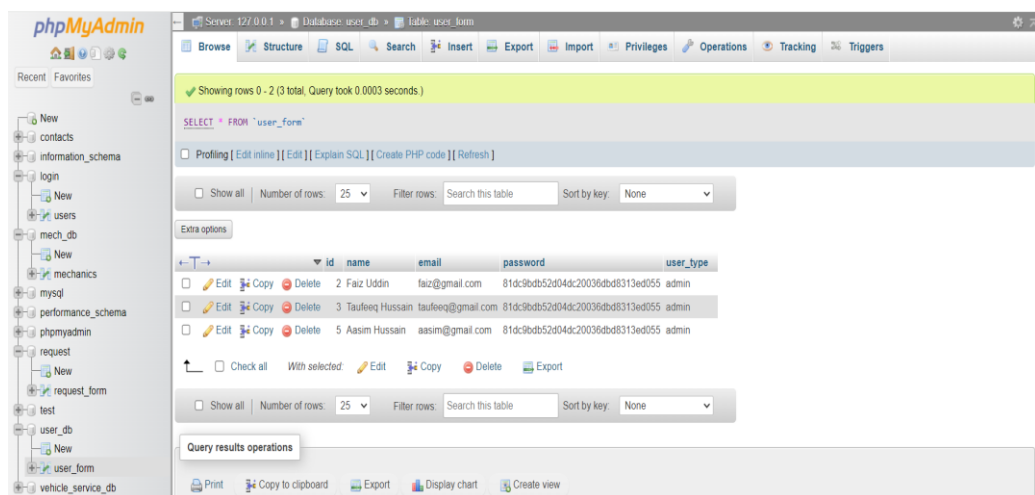 phpMyAdmin
Recent Favorites
New
contacts
information_schema
login
New
users
mech_db
New
mechanics
mysql
performance_schema
phpmyadmin
request
New
request_form
test
user_db
New
user_form
vehicle_service_db
Server: 127.0.0.1 » Database: user_db » Table: user_form
Browse Structure SQL Search Insert Export Import Privileges Operations Tracking Triggers
Showing rows 0 - 2 (3 total, Query took 0.0003 seconds.)
SELECT * FROM `user_form`
Profiling [ Edit inline ] [ Edit ] [ Explain SQL ] [ Create PHP code ] [ Refresh ]
Show all Number of rows: 25 Filter rows: Search this table Sort by key: None
Extra options
id name email password user_type
Edit Copy Delete 2 Faiz Uddin faiz@gmail.com 81dc9bdb52d04dc20036dbd8313ed055 admin
Edit Copy Delete 3 Taufeeq Hussain taufeeq@gmail.com 81dc9bdb52d04dc20036dbd8313ed055 admin
Edit Copy Delete 5 Aasim Hussain aasim@gmail.com 81dc9bdb52d04dc20036dbd8313ed055 admin
Check all With selected: Edit Copy Delete Export
Show all Number of rows: 25 Filter rows: Search this table Sort by key: None
Query results operations
Print Copy to clipboard Export Display chart Create view